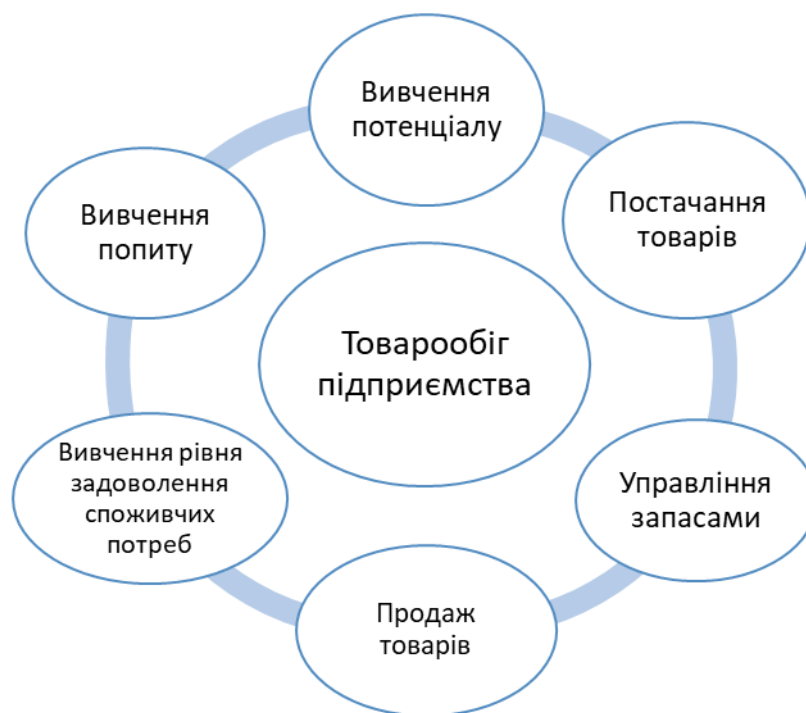 Вивчення
потенціалу
Постачання
товарів
Управління
запасами
Продаж
товарів
Вивчення рівня
задоволення
споживчих
потреб
Вивчення
попиту
Товарообіг
підприємства